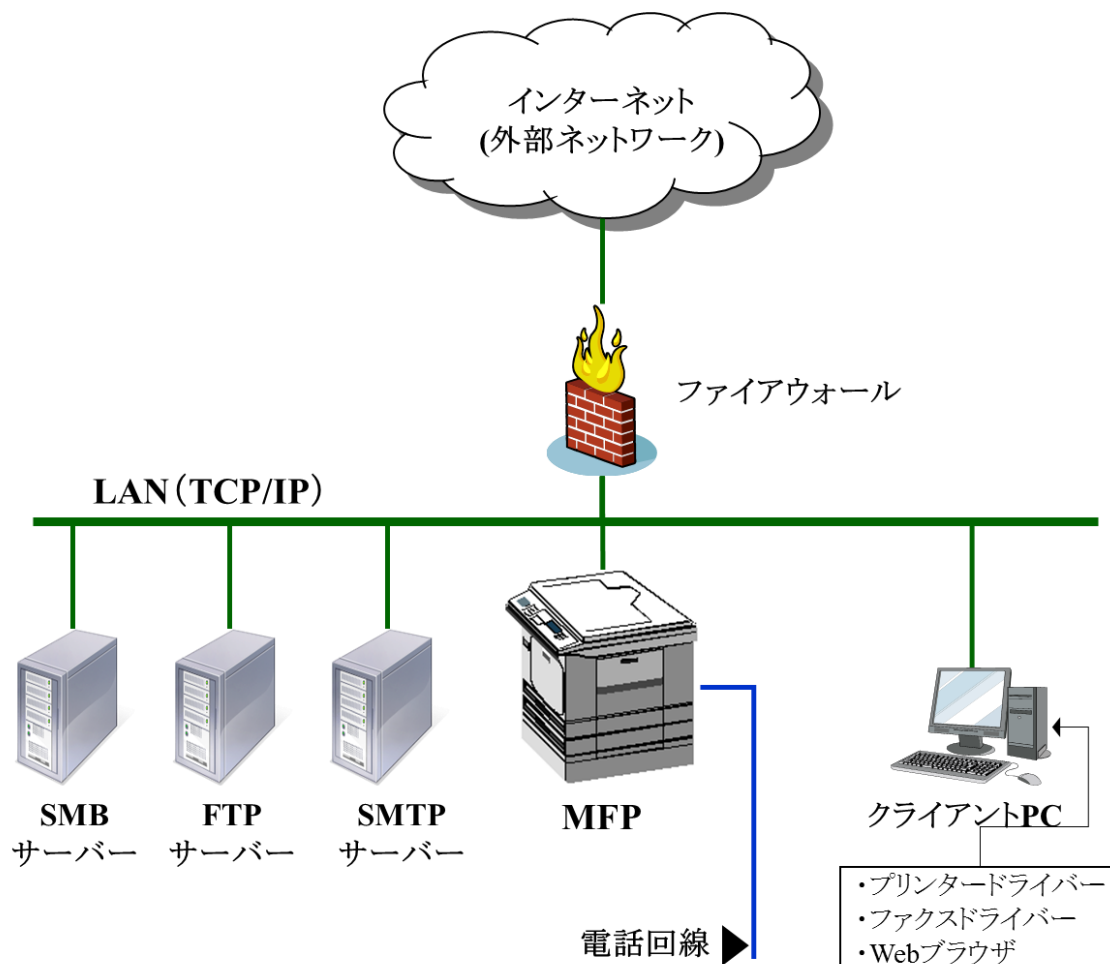 インターネット
(外部ネットワーク)
ファイアウォール
LAN(TCP/IP)
SMB
サーバー
FTP
サーバー
SMTP
サーバー
MFP
クライアントPC
・プリンタードライバー
・ファクスドライバー
・Webブラウザ
電話回線